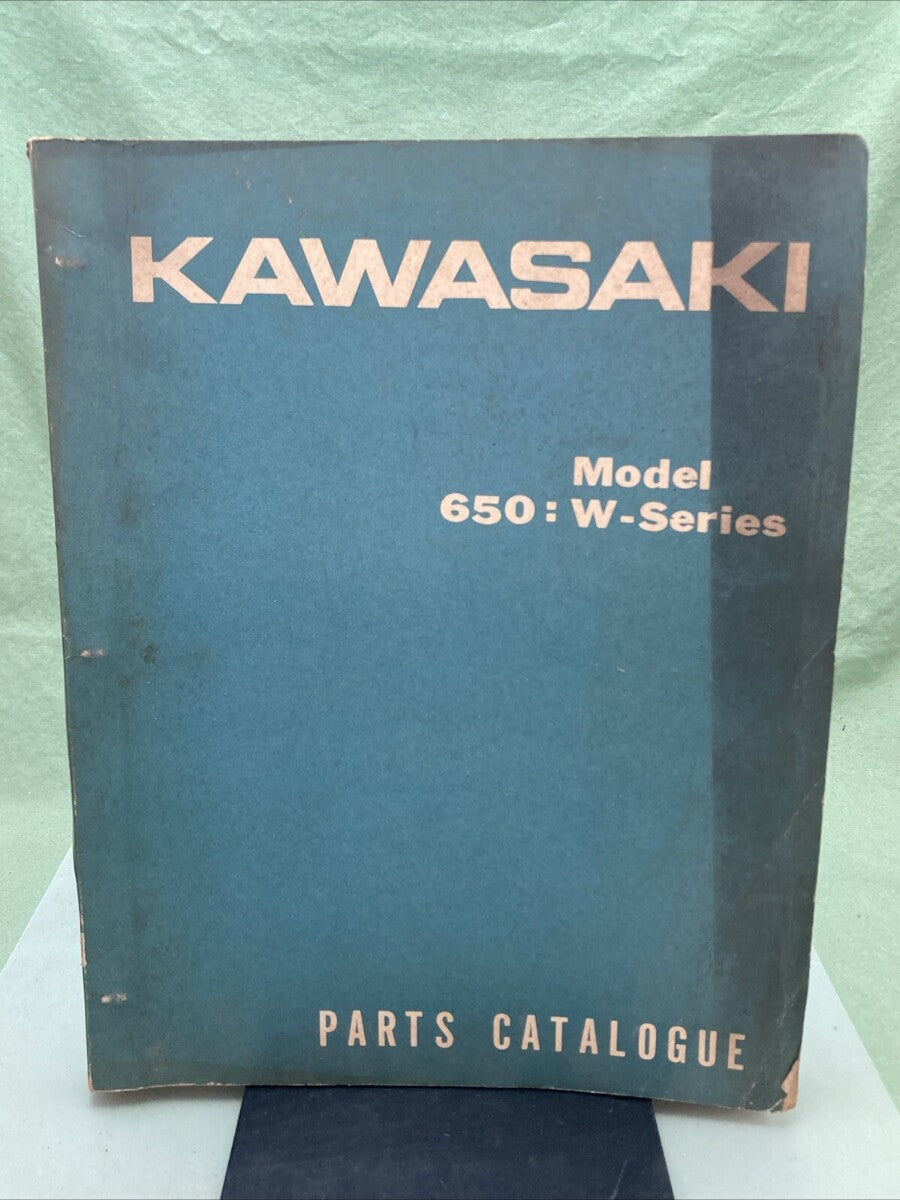 KAWASAKI
Model
650: W-Series
PARTS CATALOGUE